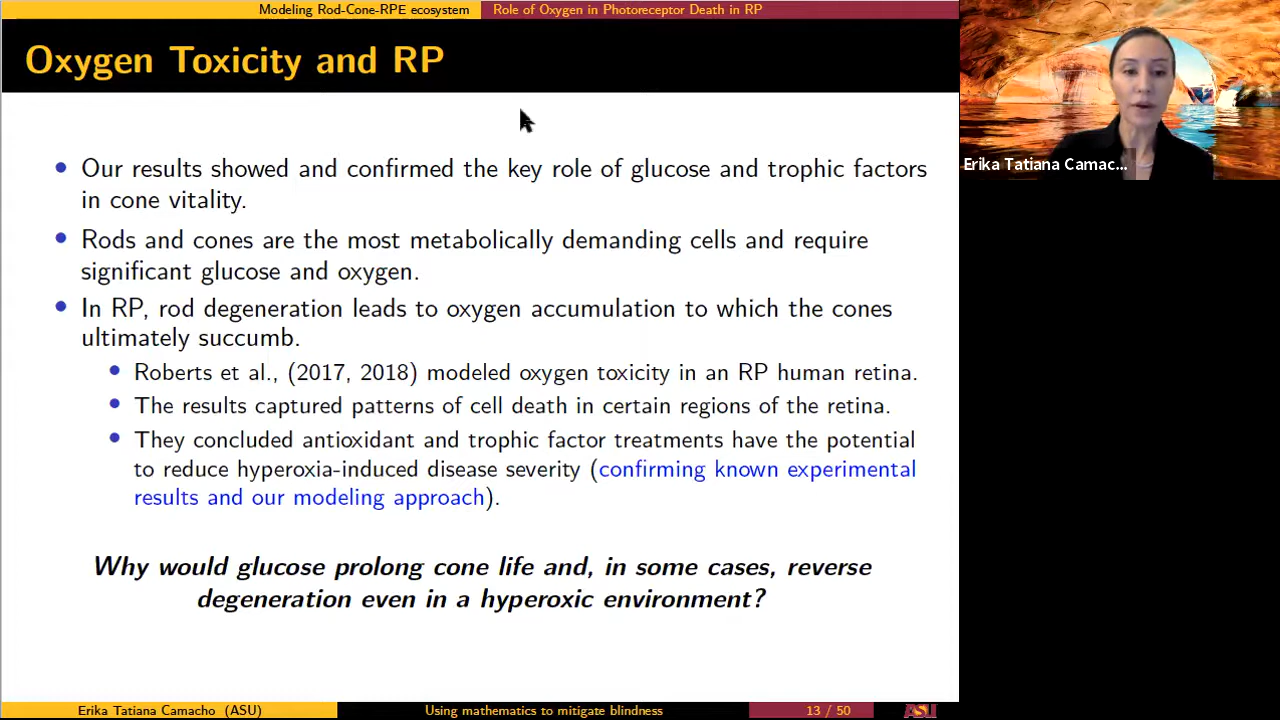 Modeling Rod-Cone-RPE ecosystem
Role of Oxygen in Photoreceptor Death in RP
Oxygen Toxicity and RP
Our results showed and confirmed the key role of glucose and trophic factors
in cone vitality.
Rods and cones are the most metabolically demanding cells and require
significant glucose and oxygen.
In RP, rod degeneration leads to oxygen accumulation to which the cones
ultimately succumb.
Roberts et al., (2017, 2018) modeled oxygen toxicity in an RP human retina.
The results captured patterns of cell death in certain regions of the retina.
They concluded antioxidant and trophic factor treatments have the potential
to reduce hyperoxia-induced disease severity (confirming known experimental
results and our modeling approach).
Why would glucose prolong cone life and, in some cases, reverse
degeneration even in a hyperoxic environment?
Erika Tatiana Camacho (ASU)
Using mathematics to mitigate blindness
13 / 50
ASU
Erika Tatiana Camac...